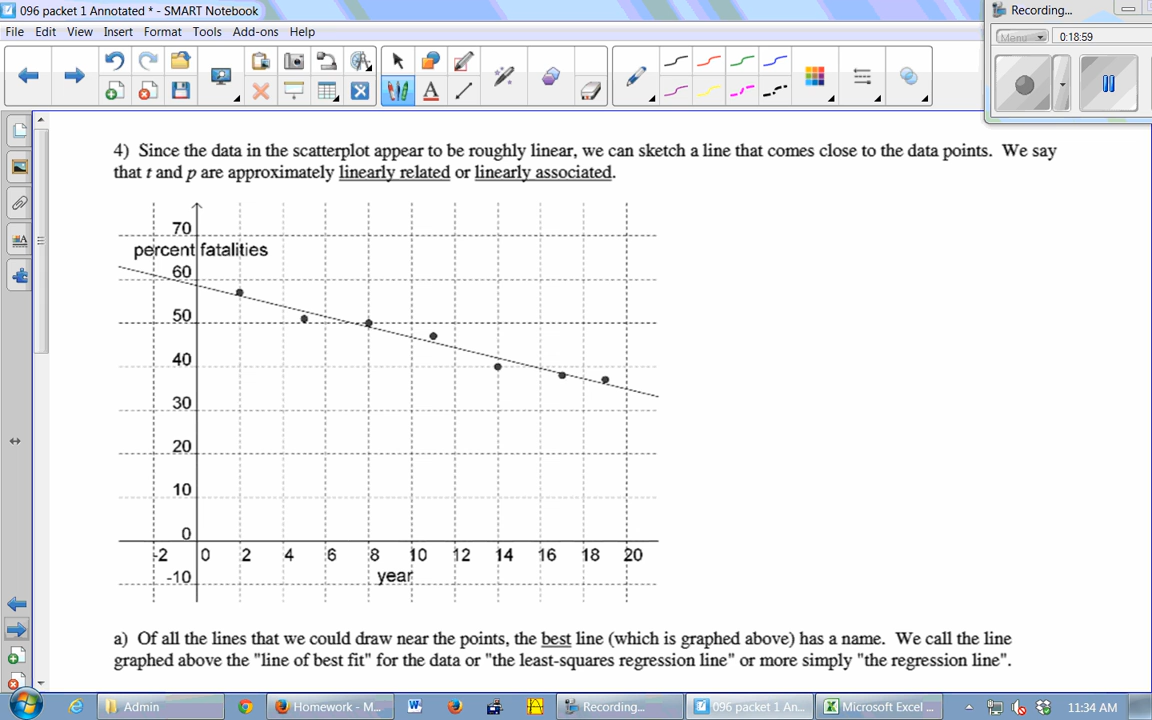 096 packet 1 Annotated * - SMART Notebook
Recording...
File Edit View Insert Format Tools Add-ons Help
Menu
0:18:59
4) Since the data in the scatterplot appear to be roughly linear, we can sketch a line that comes close to the data points. We say
that t and p are approximately linearly related or linearly associated.
70
percent fatalities
60
50
40
30
20
10
0
-2 0 2 4 6 8 10 12 14 16 18 20
-10
year
a) Of all the lines that we could draw near the points, the best line (which is graphed above) has a name. We call the line
graphed above the "line of best fit" for the data or "the least-squares regression line" or more simply "the regression line".
Admin
Homework - M...
Recording...
096 packet 1 An...
Microsoft Excel ...
11:34 AM